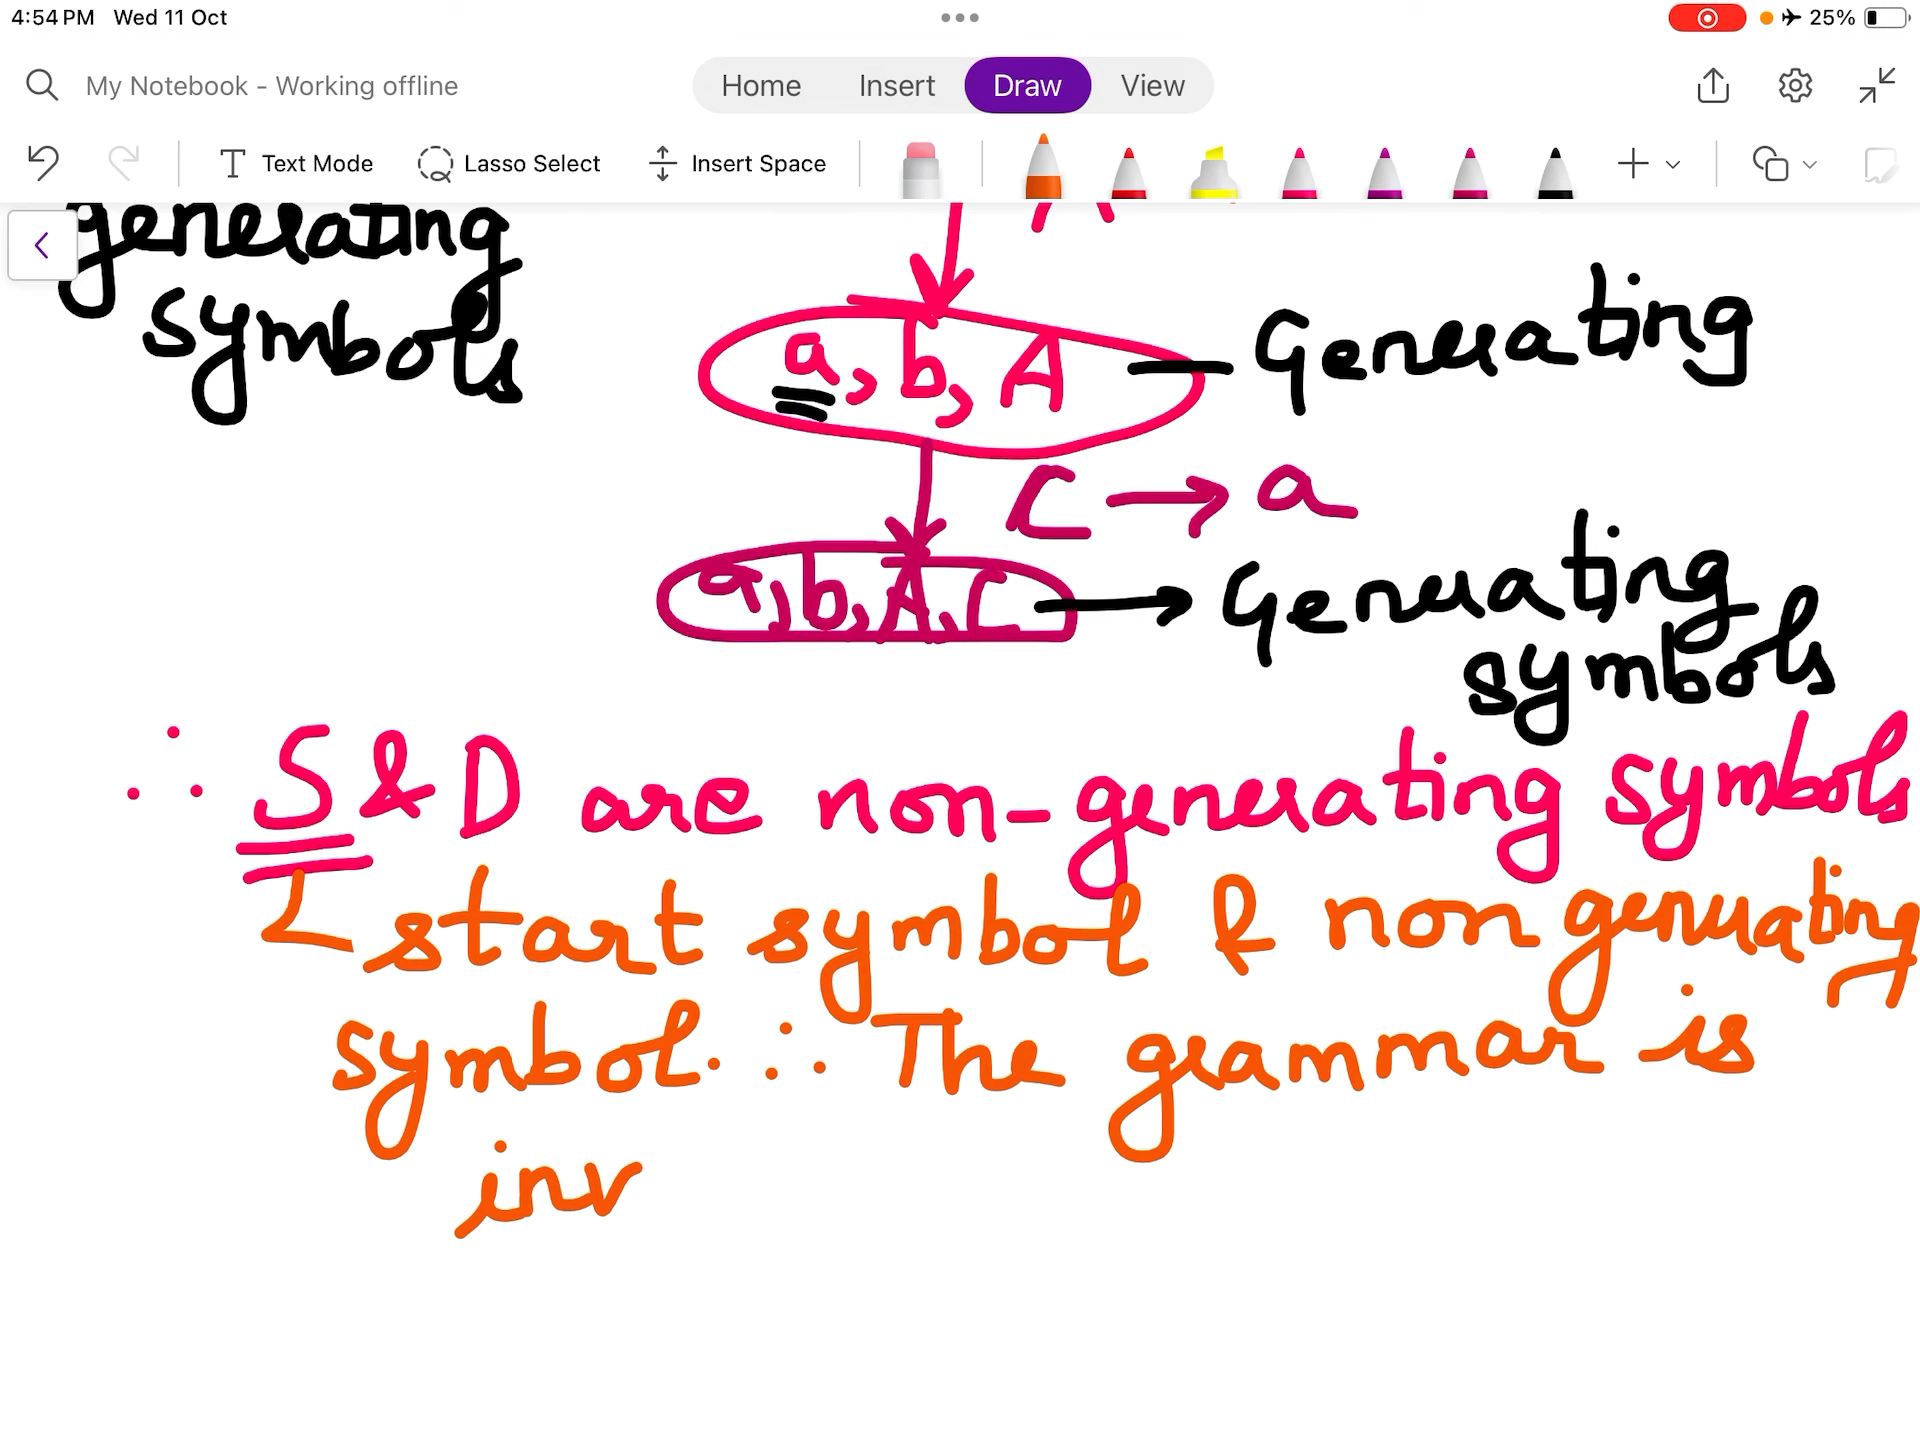 4:54 PM Wed 11 Oct
25%
My Notebook - Working offline
Home Insert Draw View
Text Mode Lasso Select Insert Space
generating
symbols
a, b, A — Generating
C → a
a, b, A, C → Generating
symbols
∴ S & D are non-generating symbols
start symbol & non generating
symbol. ∴ The grammar is
inv